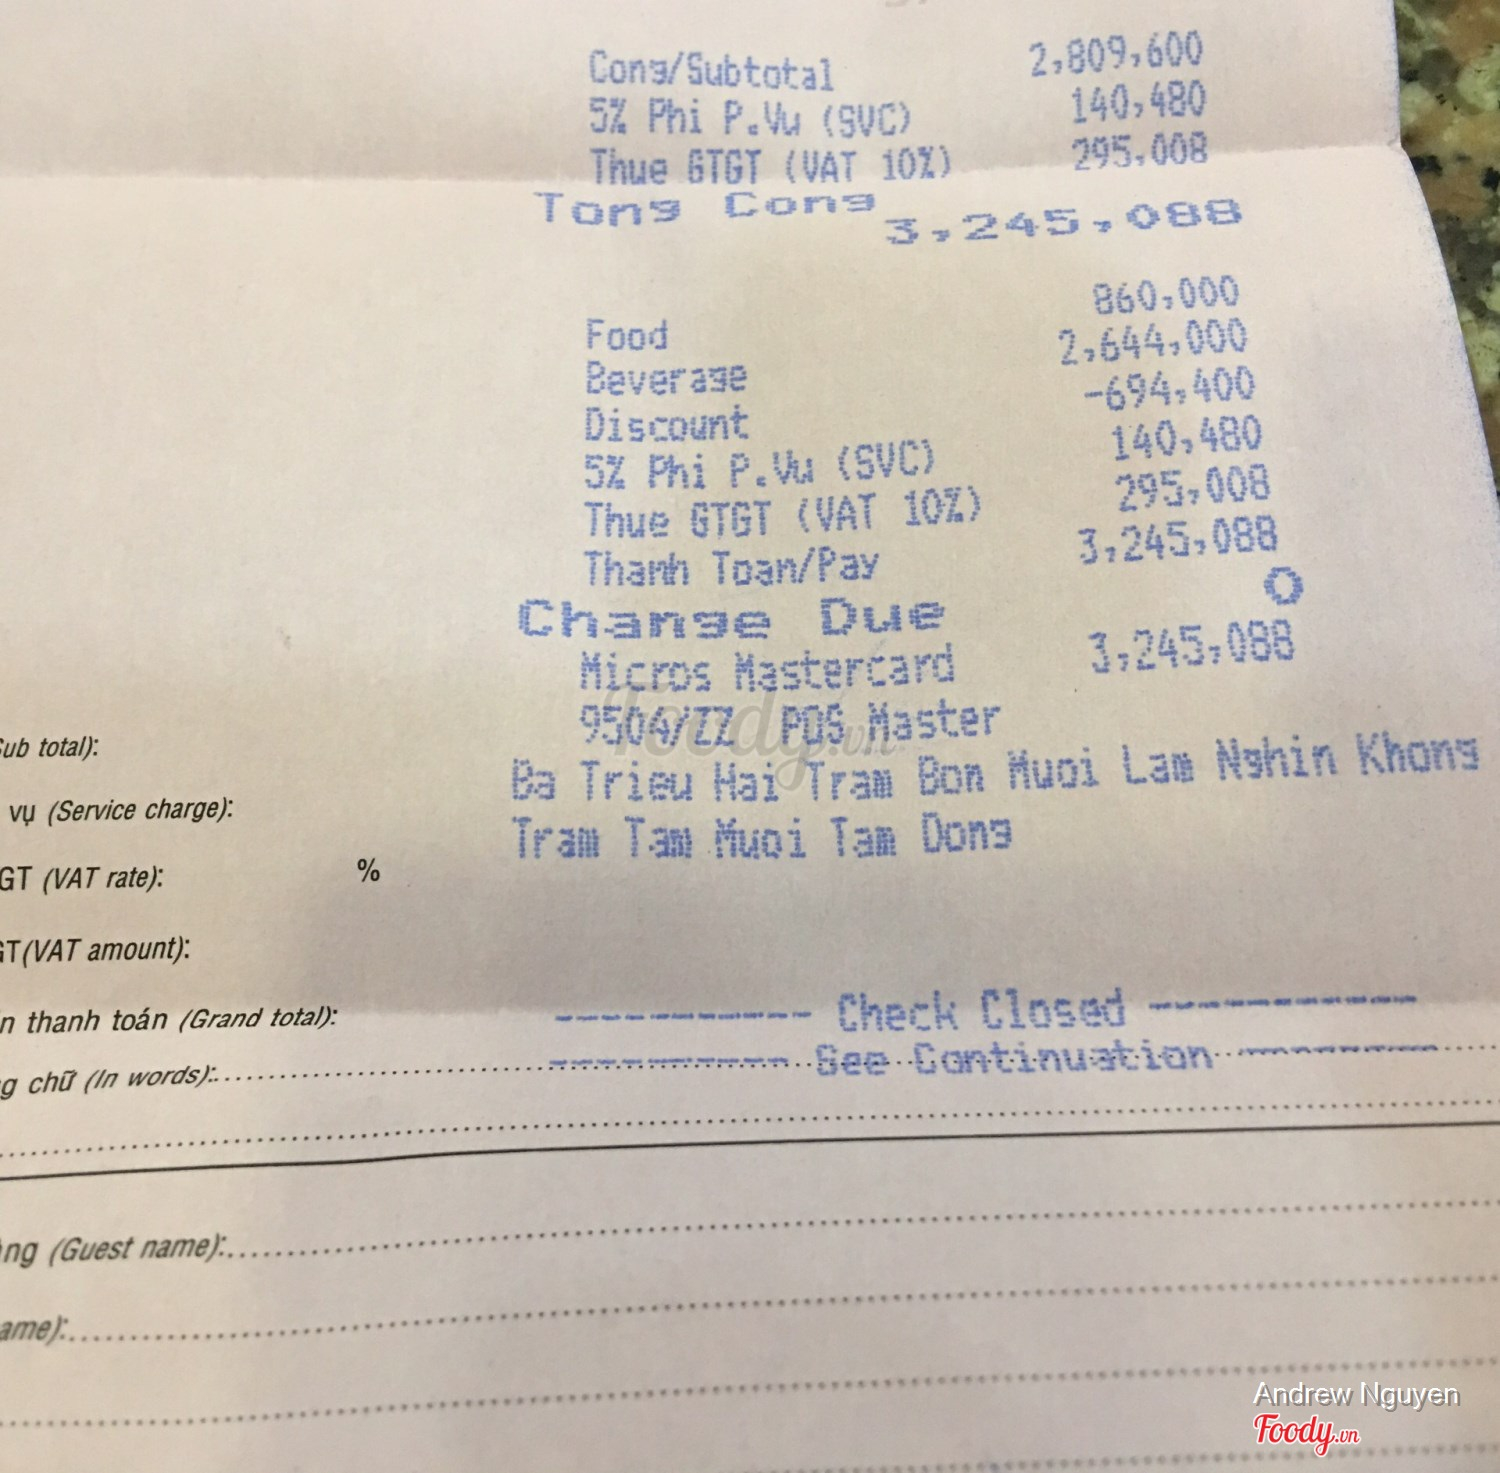 Cong/Subtotal 2,809,600
5% Phi P.Vu (SVC) 140,480
Thue GTGT (VAT 10%) 295,008
Tong Cong 3,245,088
860,000
Food 2,644,000
Beverage -694,400
Discount 140,480
5% Phi P.Vu (SVC) 295,008
Thue GTGT (VAT 10%) 3,245,088
Thanh Toan/Pay 0
Change Due 3,245,088
Micros Mastercard
9504/ZZ POS Master
Ba Trieu Hai Tram Bon Muoi Lam Nghin Khong
Tram Tam Muoi Tam Dong
Sub total):
vụ (Service charge):
GT (VAT rate): %
GT(VAT amount):
n thanh toán (Grand total):
---------- Check Closed ----------
g chữ (In words):
---------- See Continuation ----------
ng (Guest name):
ame):
Foody.vn
Andrew Nguyen
Foody.vn